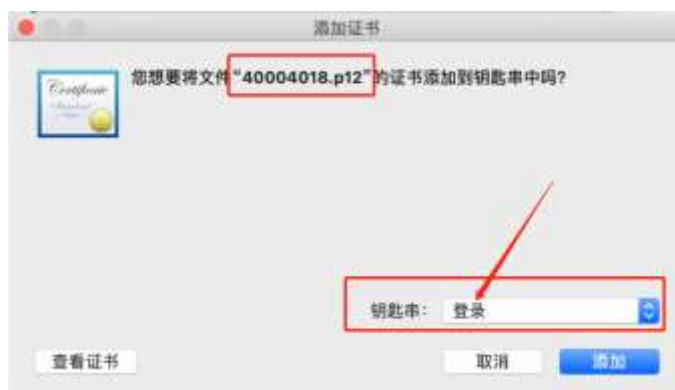 添加证书
您想要将文件“40004018.p12”的证书添加到钥匙串中吗？
Certificate
钥匙串： 登录
查看证书 取消 添加